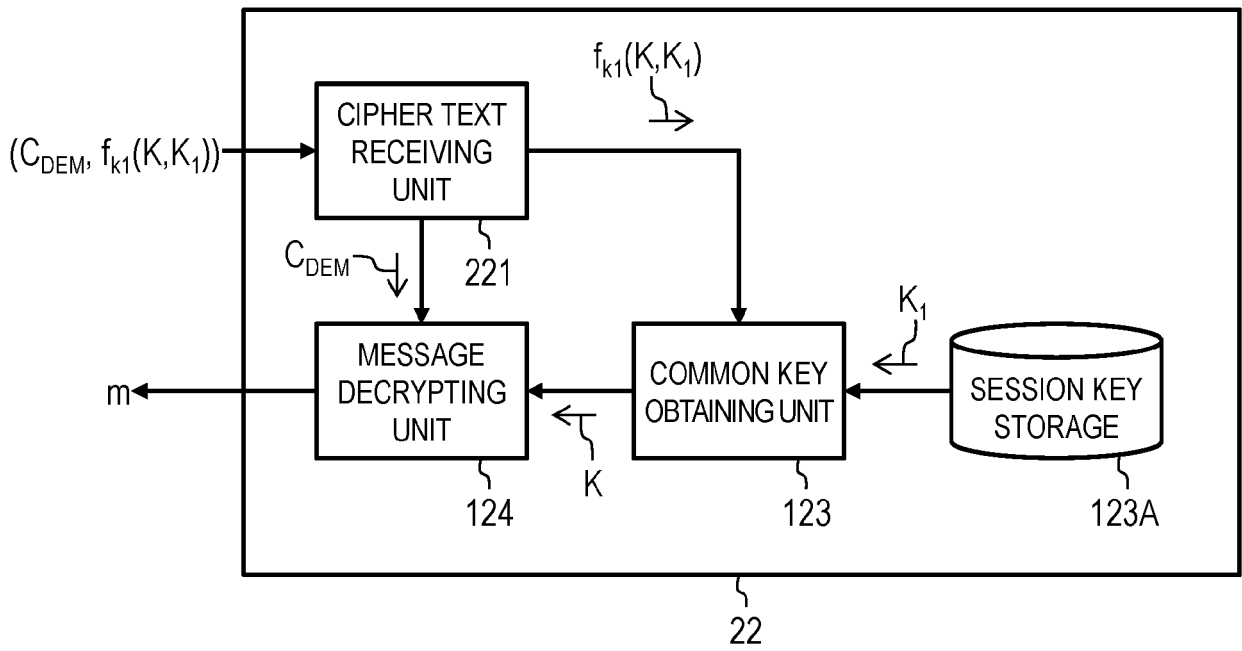 f_k1(K,K_1)
CIPHER TEXT
RECEIVING
UNIT
(C_DEM, f_k1(K,K_1))
221
C_DEM
K_1
MESSAGE
DECRYPTING
UNIT
COMMON KEY
OBTAINING UNIT
SESSION KEY
STORAGE
m
K
124
123
123A
22